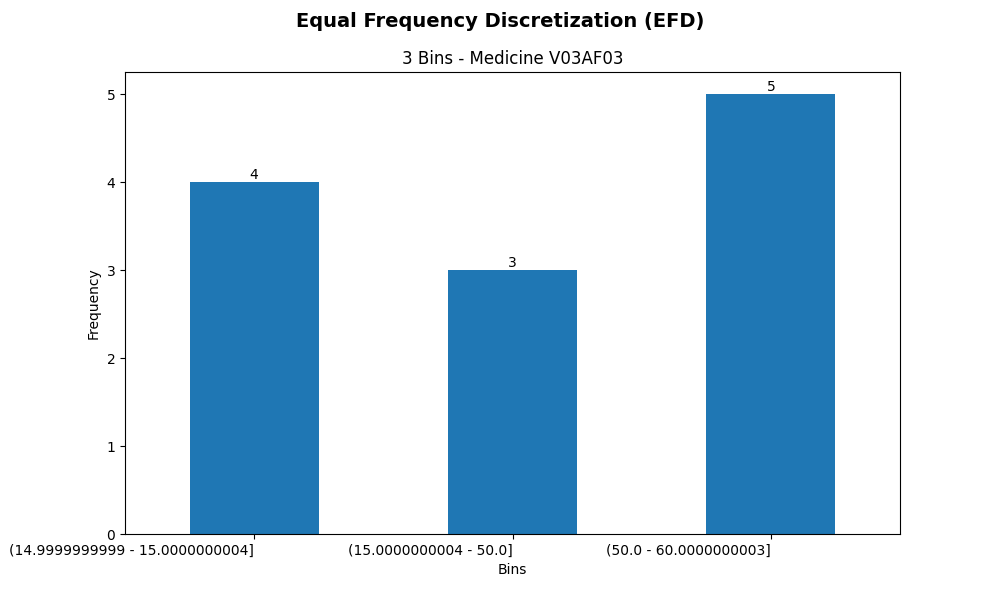 Equal Frequency Discretization (EFD)
3 Bins - Medicine V03AF03
5
4
3
2
1
0
Frequency
4
3
5
(14.9999999999 - 15.0000000004]
(15.0000000004 - 50.0]
(50.0 - 60.0000000003]
Bins